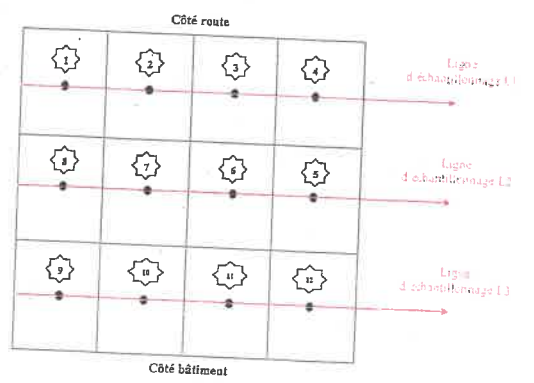 Côté route
1
2
3
4
Ligne
d'échantillonnage L1
8
7
6
5
Ligne
d'échantillonnage L2
9
10
11
12
Ligne
d'échantillonnage L3
Côté bâtiment